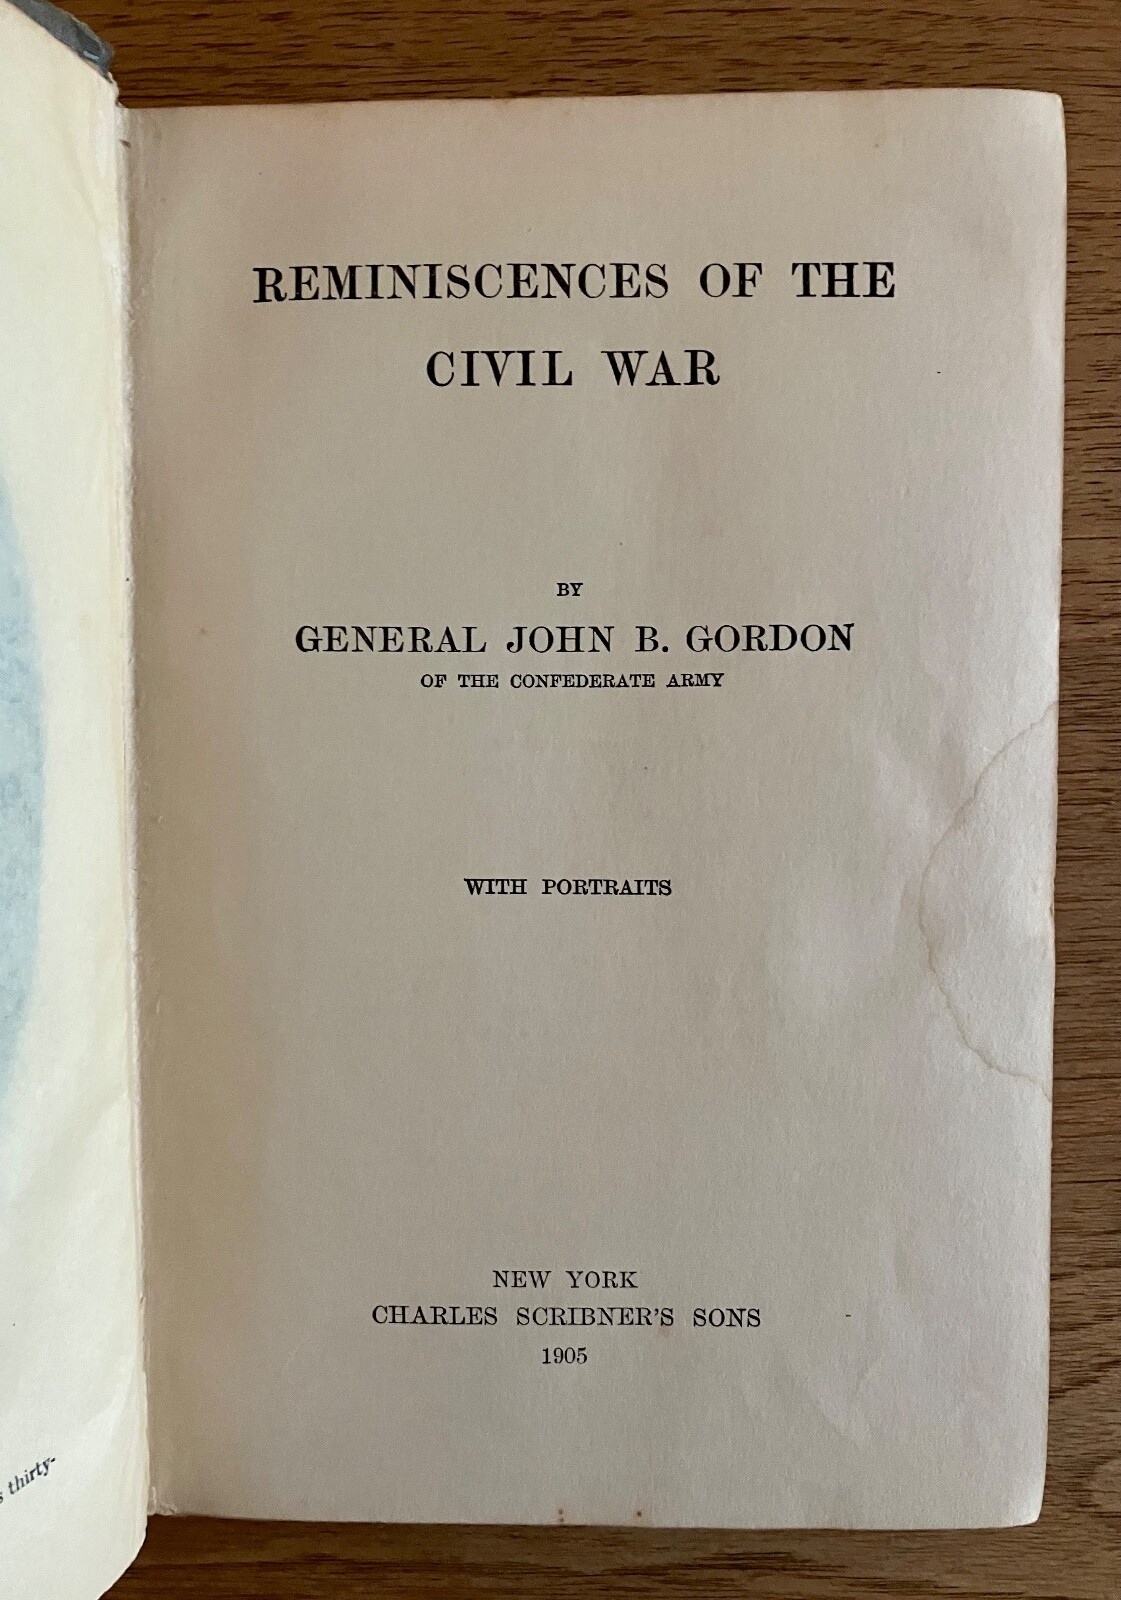 REMINISCENCES OF THE
CIVIL WAR
BY
GENERAL JOHN B. GORDON
OF THE CONFEDERATE ARMY
WITH PORTRAITS
NEW YORK
CHARLES SCRIBNER'S SONS
1905
thirty-